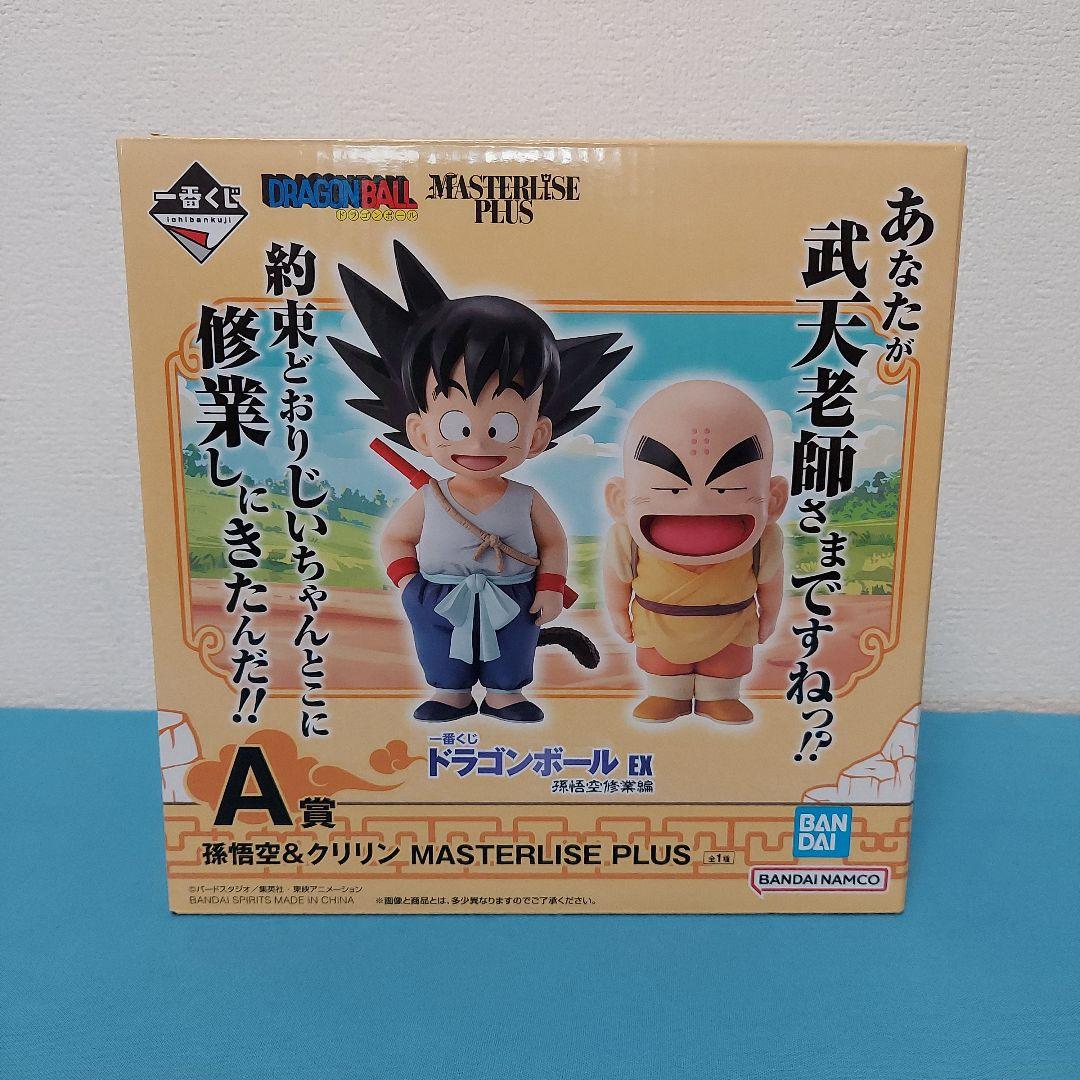 一番くじ
ichibankuji
DRAGONBALL
ドラゴンボール
MASTERLISE
PLUS
あなたが
武天老師さまですねっ!?
約束どおりじいちゃんとこに
修業しにきたんだ!!
一番くじ
ドラゴンボール EX
孫悟空修業編
A賞
孫悟空&クリリン MASTERLISE PLUS 全1種
BAN
DAI
BANDAI NAMCO
©バードスタジオ/集英社・東映アニメーション
BANDAI SPIRITS MADE IN CHINA
※画像と商品とは、多少異なりますのでご了承ください。